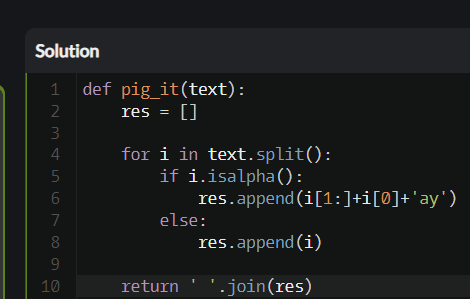 Solution
1 def pig_it(text):
2     res = []
3
4     for i in text.split():
5         if i.isalpha():
6             res.append(i[1:]+i[0]+'ay')
7         else:
8             res.append(i)
9
10     return ' '.join(res)